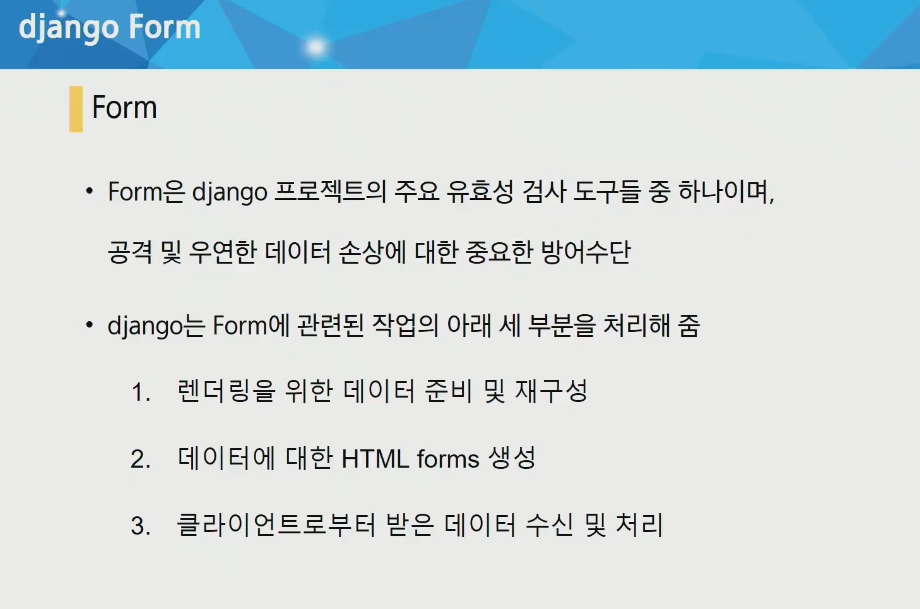 django Form
Form
• Form은 django 프로젝트의 주요 유효성 검사 도구들 중 하나이며,
공격 및 우연한 데이터 손상에 대한 중요한 방어수단
• django는 Form에 관련된 작업의 아래 세 부분을 처리해 줌
1. 렌더링을 위한 데이터 준비 및 재구성
2. 데이터에 대한 HTML forms 생성
3. 클라이언트로부터 받은 데이터 수신 및 처리